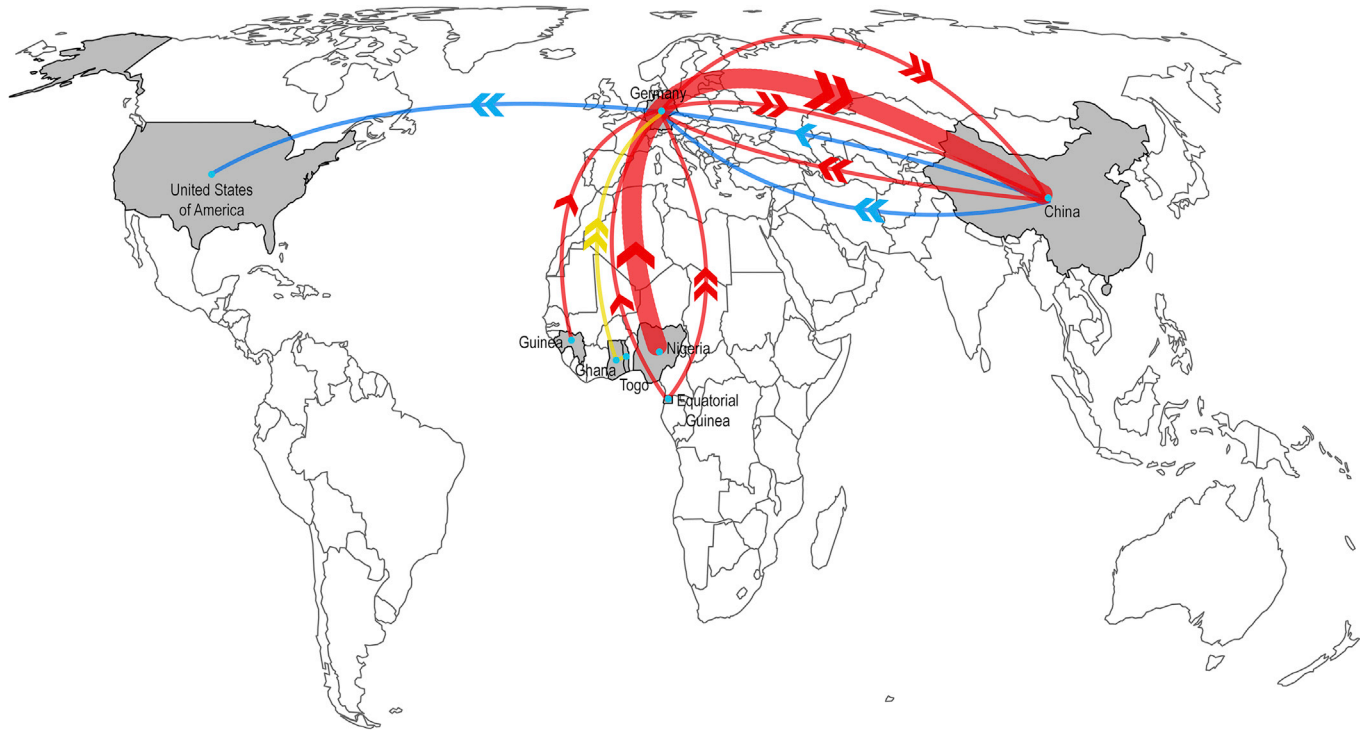 Germany
United States
of America
China
Guinea
Nigeria
Ghana
Togo
Equatorial
Guinea